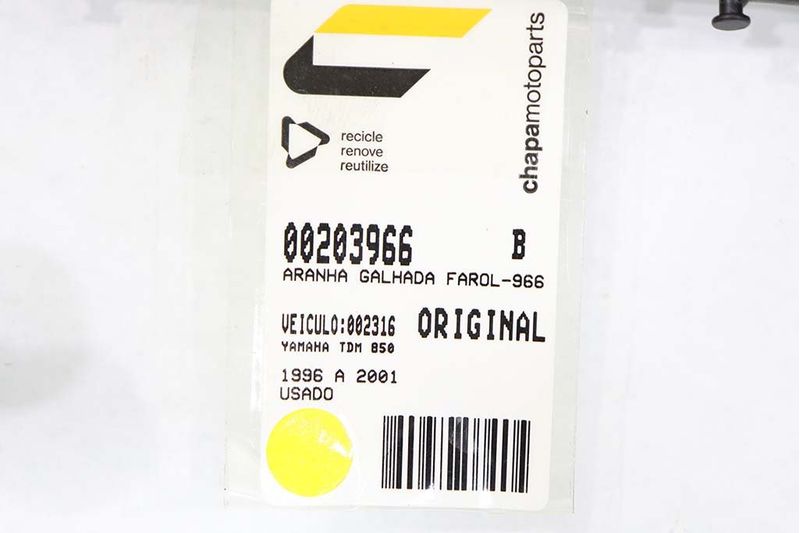 chapamotoparts
recicle
renove
reutilize
00203966 B
ARANHA GALHADA FAROL-966
VEICULO:002316 ORIGINAL
YAMAHA TDM 850
1996 A 2001
USADO